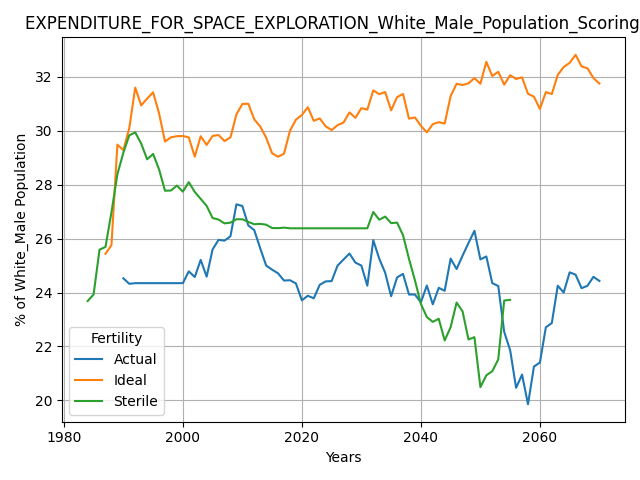 EXPENDITURE_FOR_SPACE_EXPLORATION_White_Male_Population_Scoring
% of White_Male Population
32
30
28
26
24
22
20
Fertility
Actual
Ideal
Sterile
1980 2000 2020 2040 2060
Years